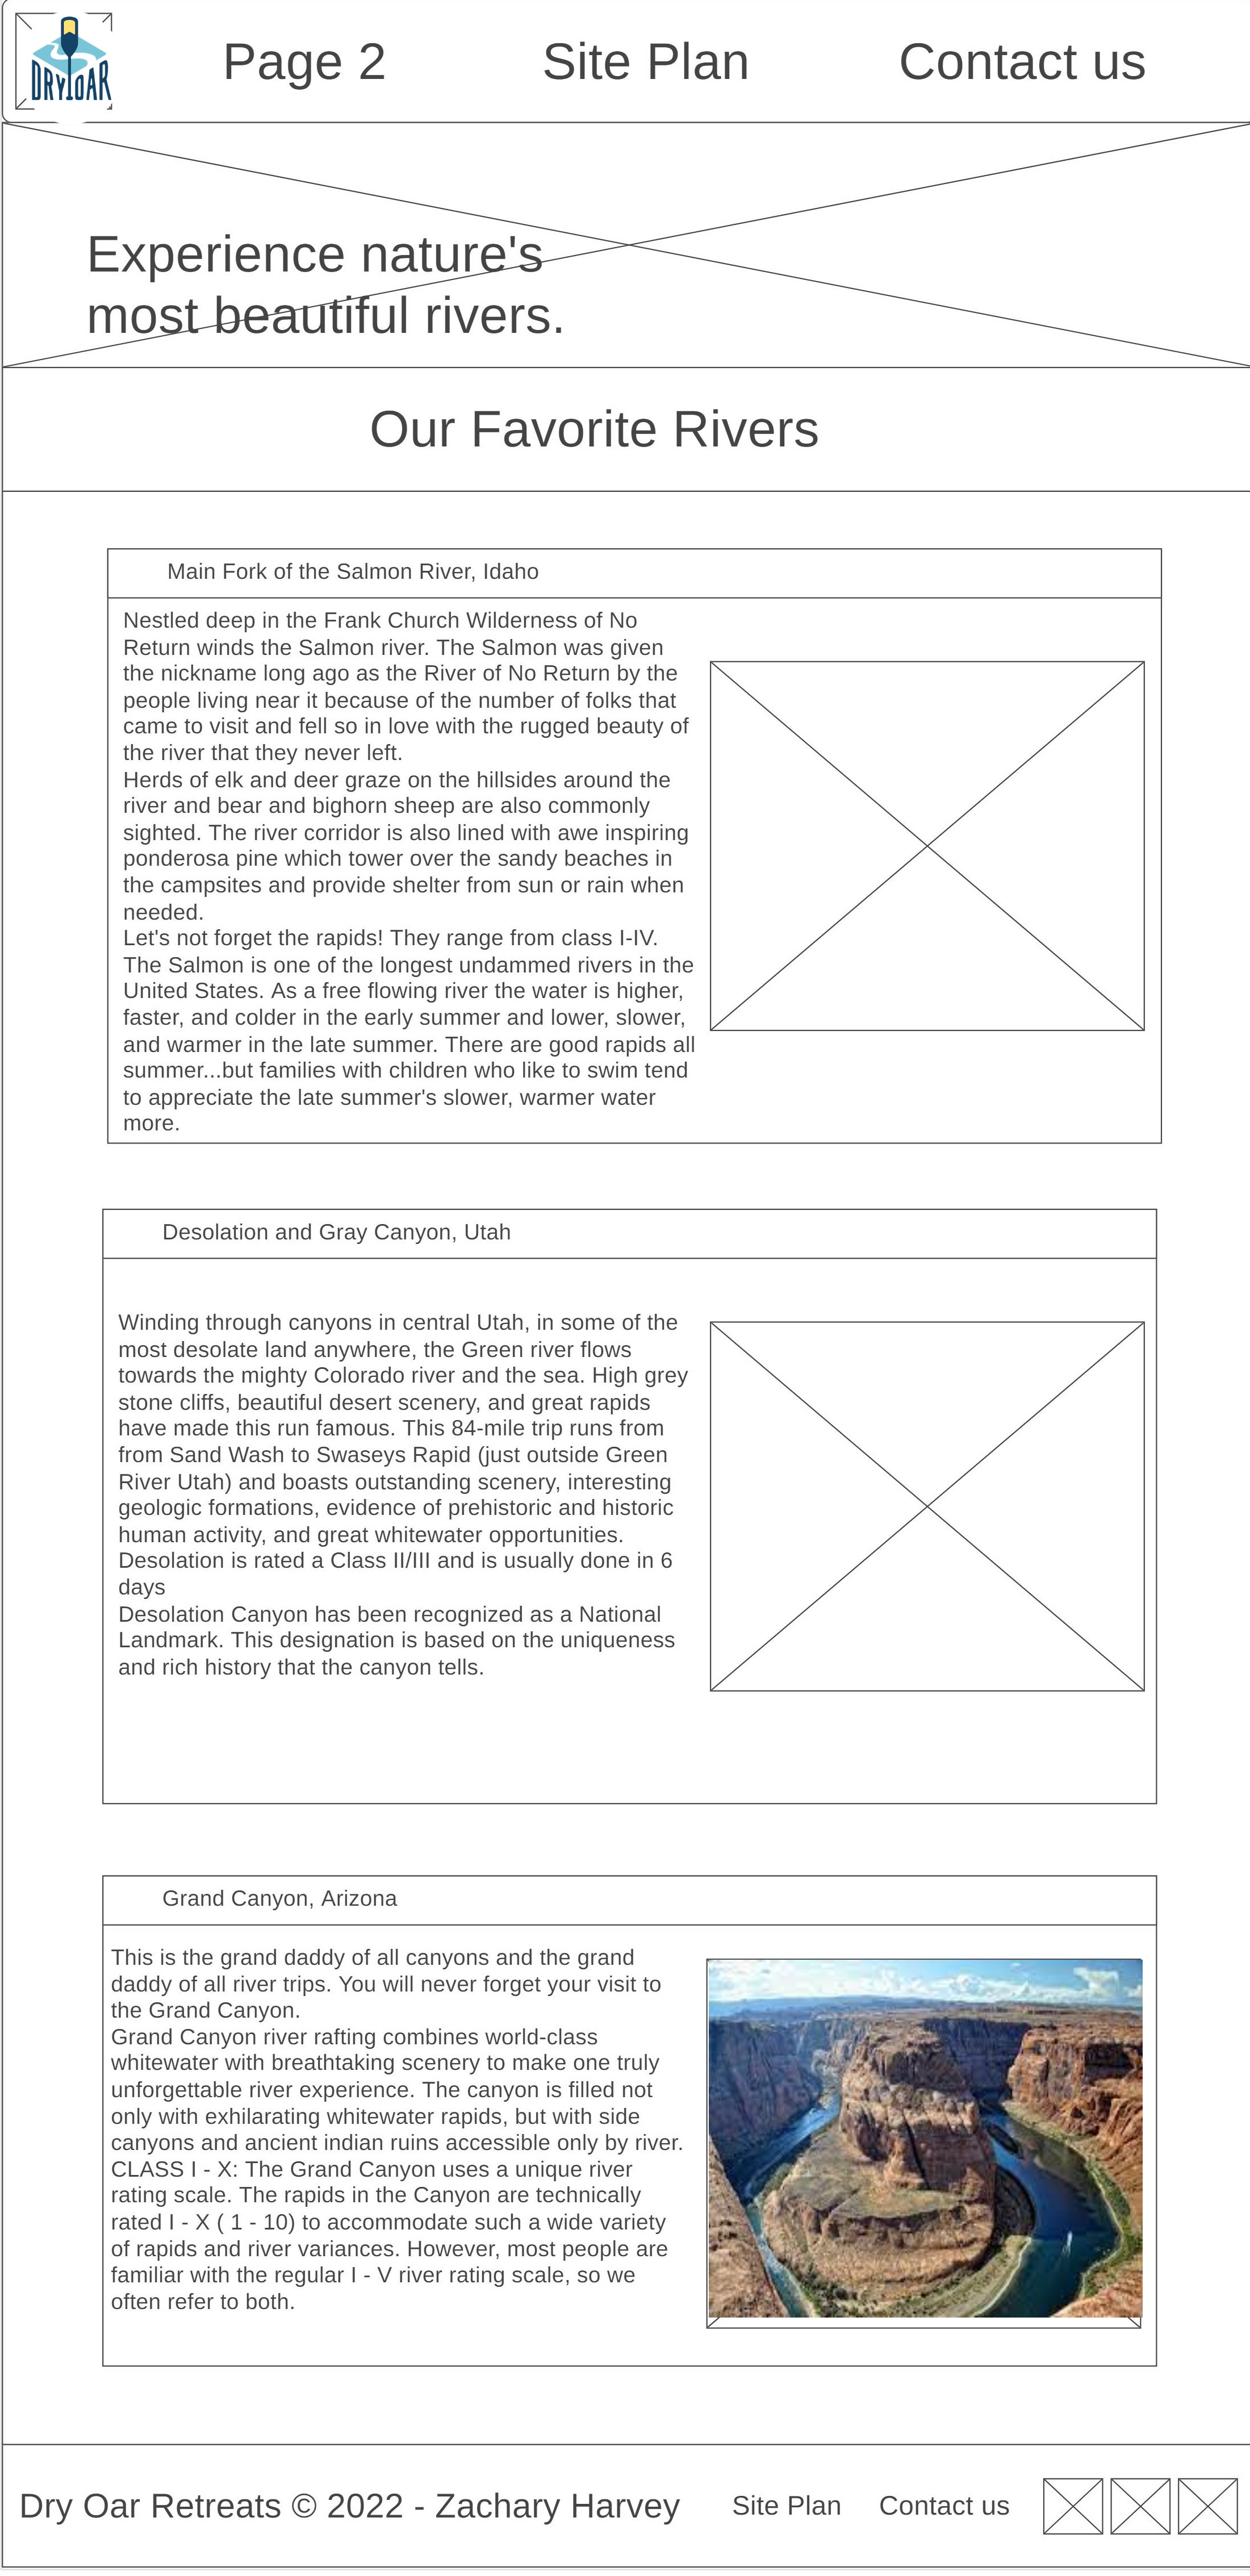 DRY OAR
Page 2
Site Plan
Contact us
Experience nature's
most beautiful rivers.
Our Favorite Rivers
Main Fork of the Salmon River, Idaho
Nestled deep in the Frank Church Wilderness of No
Return winds the Salmon river. The Salmon was given
the nickname long ago as the River of No Return by the
people living near it because of the number of folks that
came to visit and fell so in love with the rugged beauty of
the river that they never left.
Herds of elk and deer graze on the hillsides around the
river and bear and bighorn sheep are also commonly
sighted. The river corridor is also lined with awe inspiring
ponderosa pine which tower over the sandy beaches in
the campsites and provide shelter from sun or rain when
needed.
Let's not forget the rapids! They range from class I-IV.
The Salmon is one of the longest undammed rivers in the
United States. As a free flowing river the water is higher,
faster, and colder in the early summer and lower, slower,
and warmer in the late summer. There are good rapids all
summer...but families with children who like to swim tend
to appreciate the late summer's slower, warmer water
more.
Desolation and Gray Canyon, Utah
Winding through canyons in central Utah, in some of the
most desolate land anywhere, the Green river flows
towards the mighty Colorado river and the sea. High grey
stone cliffs, beautiful desert scenery, and great rapids
have made this run famous. This 84-mile trip runs from
from Sand Wash to Swaseys Rapid (just outside Green
River Utah) and boasts outstanding scenery, interesting
geologic formations, evidence of prehistoric and historic
human activity, and great whitewater opportunities.
Desolation is rated a Class II/III and is usually done in 6
days
Desolation Canyon has been recognized as a National
Landmark. This designation is based on the uniqueness
and rich history that the canyon tells.
Grand Canyon, Arizona
This is the grand daddy of all canyons and the grand
daddy of all river trips. You will never forget your visit to
the Grand Canyon.
Grand Canyon river rafting combines world-class
whitewater with breathtaking scenery to make one truly
unforgettable river experience. The canyon is filled not
only with exhilarating whitewater rapids, but with side
canyons and ancient indian ruins accessible only by river.
CLASS I - X: The Grand Canyon uses a unique river
rating scale. The rapids in the Canyon are technically
rated I - X ( 1 - 10) to accommodate such a wide variety
of rapids and river variances. However, most people are
familiar with the regular I - V river rating scale, so we
often refer to both.
Dry Oar Retreats © 2022 - Zachary Harvey
Site Plan
Contact us